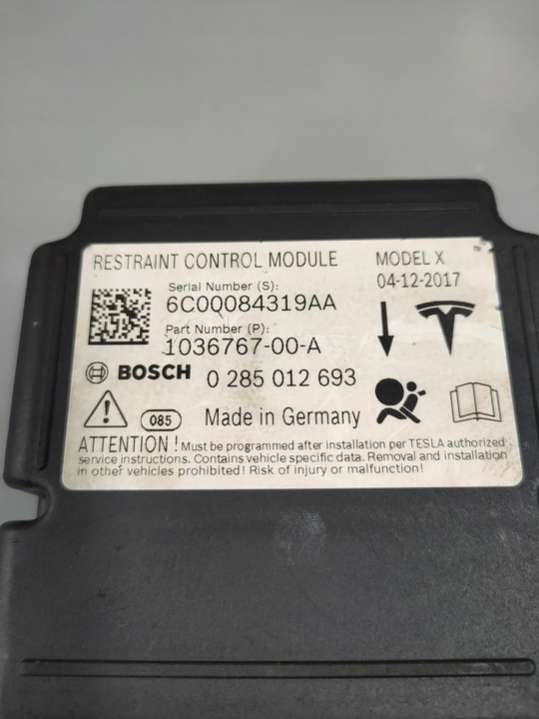 RESTRAINT CONTROL MODULE
MODEL X
Serial Number (S):
04-12-2017
6C00084319AA
Part Number (P):
1036767-00-A
BOSCH 0 285 012 693
085 Made in Germany
ATTENTION ! Must be programmed after installation per TESLA authorized
service instructions. Contains vehicle specific data. Removal and installation
in other vehicles prohibited! Risk of injury or malfunction!